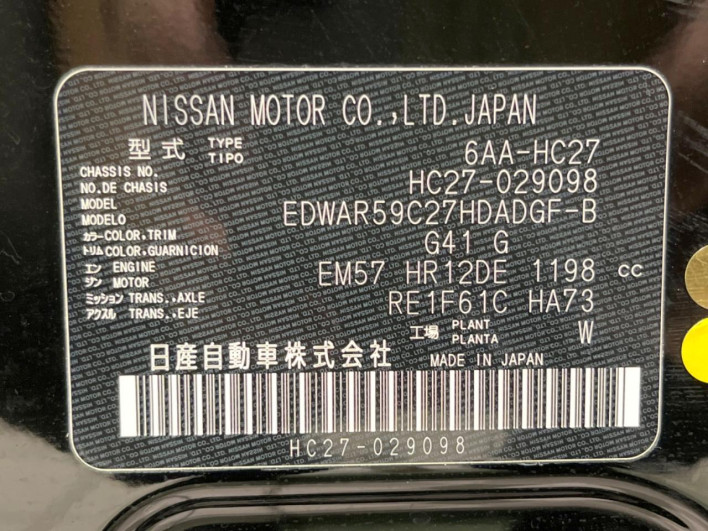 NISSAN MOTOR CO.,LTD.JAPAN
型式 TYPE TIPO 6AA-HC27
CHASSIS NO.
NO.DE CHASIS HC27-029098
MODEL
MODELO EDWAR59C27HDADGF-B
カラー COLOR,TRIM
トリム COLOR,GUARNICION G41 G
エン ENGINE
ジン MOTOR EM57 HR12DE 1198 cc
ミッション TRANS.,AXLE
アクスル TRANS.,EJE RE1F61C HA73
工場 PLANT PLANTA W
日産自動車株式会社 MADE IN JAPAN
HC27-029098